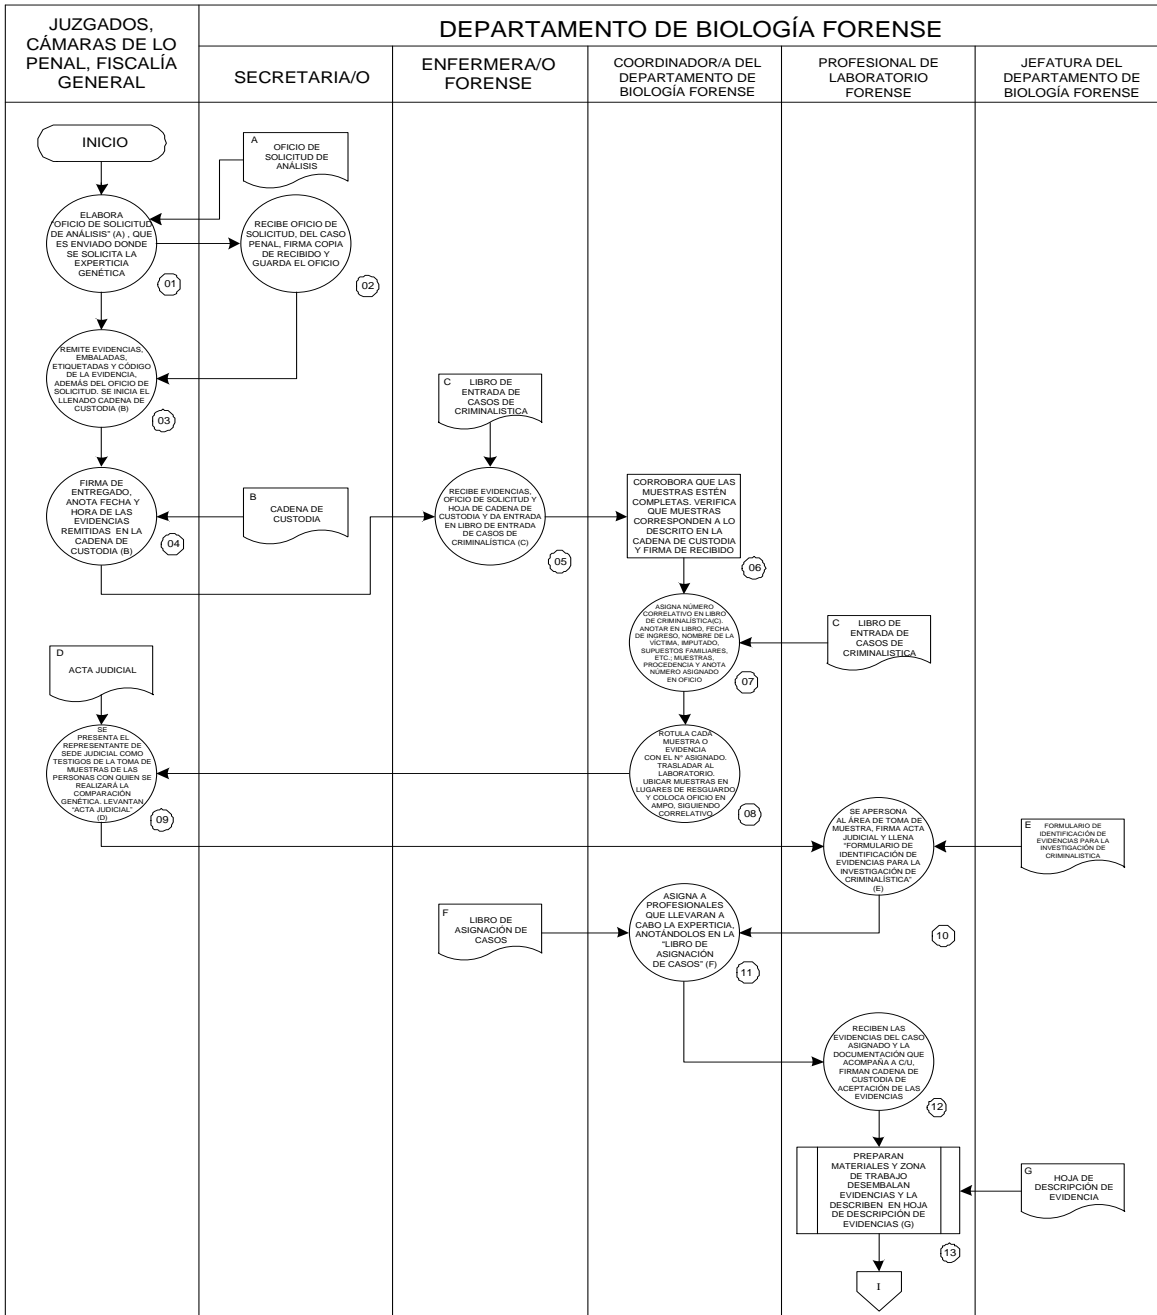 JUZGADOS,
CÁMARAS DE LO
PENAL, FISCALÍA
GENERAL
DEPARTAMENTO DE BIOLOGÍA FORENSE
SECRETARIA/O
ENFERMERA/O
FORENSE
COORDINADOR/A DEL
DEPARTAMENTO DE
BIOLOGÍA FORENSE
PROFESIONAL DE
LABORATORIO
FORENSE
JEFATURA DEL
DEPARTAMENTO DE
BIOLOGÍA FORENSE
INICIO
A
OFICIO DE
SOLICITUD DE
ANÁLISIS
ELABORA
"OFICIO DE SOLICITUD
DE ANÁLISIS" (A) , QUE
ES ENVIADO DONDE
SE SOLICITA LA
EXPERTICIA
GENÉTICA
01
RECIBE OFICIO DE
SOLICITUD, DEL CASO
PENAL, FIRMA COPIA
DE RECIBIDO Y
GUARDA EL OFICIO
02
REMITE EVIDENCIAS,
EMBALADAS,
ETIQUETADAS Y CÓDIGO
DE LA EVIDENCIA,
ADEMÁS DEL OFICIO DE
SOLICITUD. SE INICIA EL
LLENADO CADENA DE
CUSTODIA (B)
03
C
LIBRO DE
ENTRADA DE
CASOS DE
CRIMINALISTICA
FIRMA DE
ENTREGADO,
ANOTA FECHA Y
HORA DE LAS
EVIDENCIAS
REMITIDAS EN LA
CADENA DE
CUSTODIA (B)
04
B
CADENA DE
CUSTODIA
RECIBE EVIDENCIAS,
OFICIO DE SOLICITUD Y
HOJA DE CADENA DE
CUSTODIA Y DA ENTRADA
EN LIBRO DE ENTRADA
DE CASOS DE
CRIMINALÍSTICA (C)
05
CORROBORA QUE LAS
MUESTRAS ESTÉN
COMPLETAS. VERIFICA
QUE MUESTRAS
CORRESPONDEN A LO
DESCRITO EN LA
CADENA DE CUSTODIA
Y FIRMA DE RECIBIDO
06
ASIGNA NÚMERO
CORRELATIVO EN LIBRO
DE CRIMINALÍSTICA(C).
ANOTAR EN LIBRO, FECHA
DE INGRESO, NOMBRE DE LA
VÍCTIMA, IMPUTADO,
SUPUESTOS FAMILIARES,
ETC.; MUESTRAS,
PROCEDENCIA Y ANOTA
NÚMERO ASIGNADO
EN OFICIO
07
C
LIBRO DE
ENTRADA DE
CASOS DE
CRIMINALISTICA
D
ACTA JUDICIAL
SE
PRESENTA EL
REPRESENTANTE DE
SEDE JUDICIAL COMO
TESTIGOS DE LA TOMA DE
MUESTRAS DE LAS
PERSONAS CON QUIEN SE
REALIZARÁ LA
COMPARACIÓN
GENÉTICA. LEVANTAN
"ACTA JUDICIAL"
(D)
09
ROTULA CADA
MUESTRA O
EVIDENCIA
CON EL N° ASIGNADO.
TRASLADAR AL
LABORATORIO.
UBICAR MUESTRAS EN
LUGARES DE RESGUARDO
Y COLOCA OFICIO EN
AMPO, SIGUIENDO
CORRELATIVO
08
SE APERSONA
AL ÁREA DE TOMA DE
MUESTRA, FIRMA ACTA
JUDICIAL Y LLENA
"FORMULARIO DE
IDENTIFICACIÓN DE
EVIDENCIAS PARA LA
INVESTIGACIÓN DE
CRIMINALÍSTICA"
(E)
10
E
FORMULARIO DE
IDENTIFICACIÓN DE
EVIDENCIAS PARA LA
INVESTIGACIÓN DE
CRIMINALISTICA
F
LIBRO DE
ASIGNACIÓN DE
CASOS
ASIGNA A
PROFESIONALES
QUE LLEVARAN A
CABO LA EXPERTICIA,
ANOTÁNDOLOS EN LA
"LIBRO DE
ASIGNACIÓN
DE CASOS" (F)
11
RECIBEN LAS
EVIDENCIAS DEL CASO
ASIGNADO Y LA
DOCUMENTACIÓN QUE
ACOMPAÑA A C/U,
FIRMAN CADENA DE
CUSTODIA DE
ACEPTACIÓN DE LAS
EVIDENCIAS
12
PREPARAN
MATERIALES Y ZONA
DE TRABAJO
DESEMBALAN
EVIDENCIAS Y LA
DESCRIBEN EN HOJA
DE DESCRIPCIÓN DE
EVIDENCIAS (G)
13
G
HOJA DE
DESCRIPCIÓN DE
EVIDENCIA
I